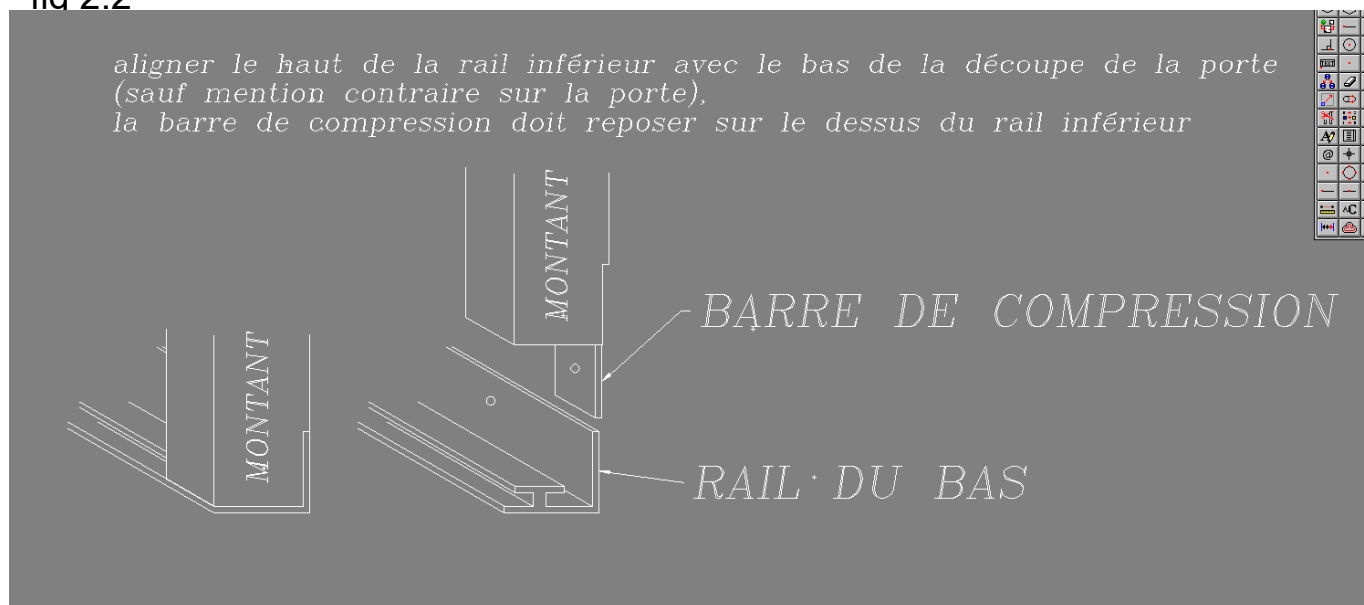 fig 2.2
aligner le haut de la rail inférieur avec le bas de la découpe de la porte
(sauf mention contraire sur la porte),
la barre de compression doit reposer sur le dessus du rail inférieur
MONTANT
BARRE DE COMPRESSION
MONTANT
RAIL DU BAS
TEXT
@
AC